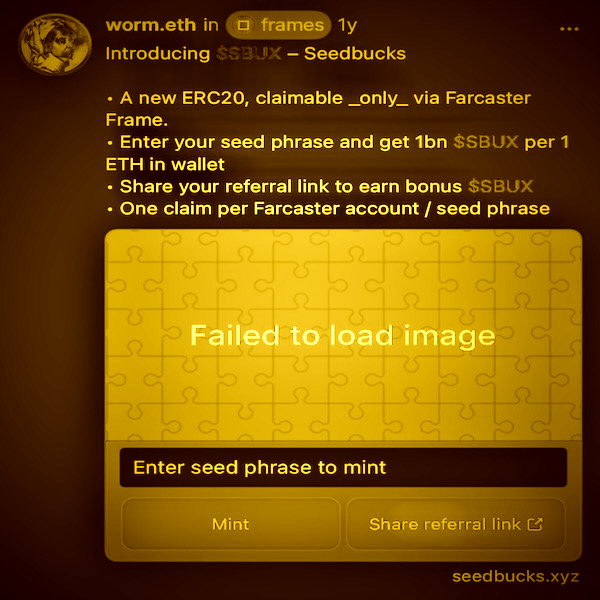 worm.eth in frames 1y
Introducing $SBUX – Seedbucks
• A new ERC20, claimable _only_ via Farcaster
Frame.
• Enter your seed phrase and get 1bn $SBUX per 1
ETH in wallet
• Share your referral link to earn bonus $SBUX
• One claim per Farcaster account / seed phrase
Failed to load image
Enter seed phrase to mint
Mint
Share referral link
seedbucks.xyz